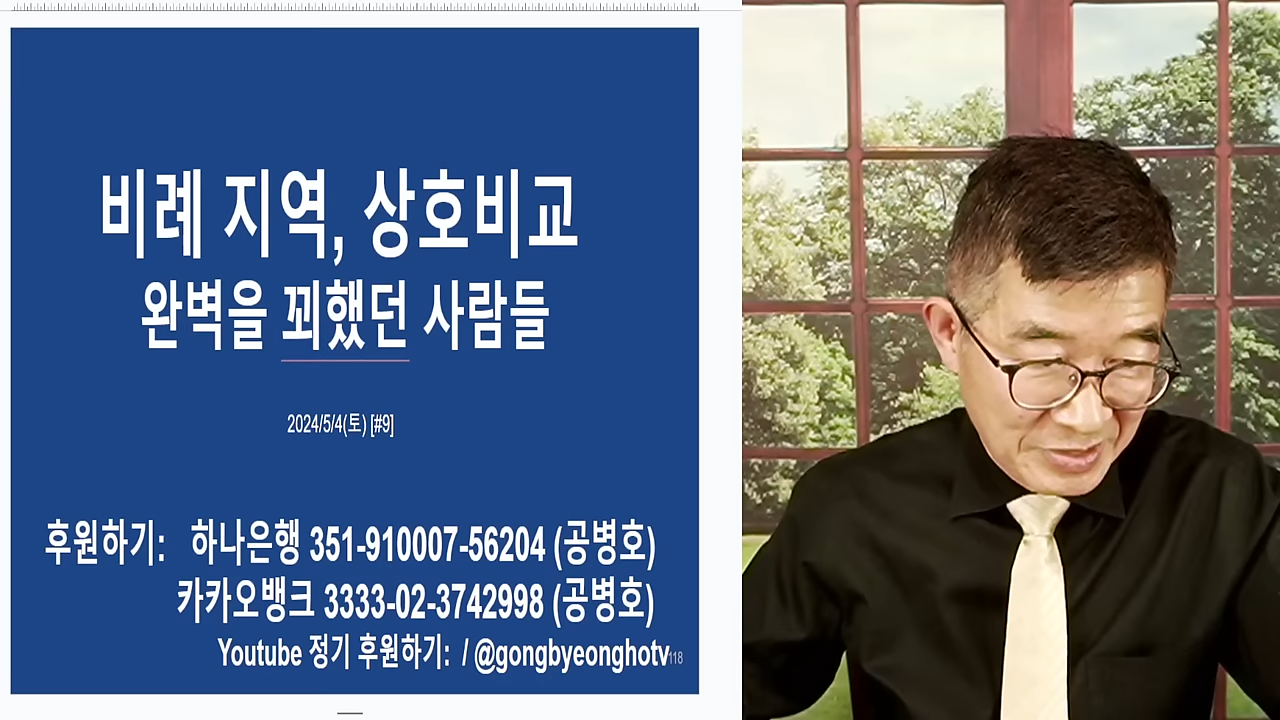 비례 지역, 상호비교
완벽을 꾀했던 사람들
2024/5/4(토) [#9]
후원하기: 하나은행 351-910007-56204 (공병호)
카카오뱅크 3333-02-3742998 (공병호)
Youtube 정기 후원하기: / @gongbyeonghotv
118